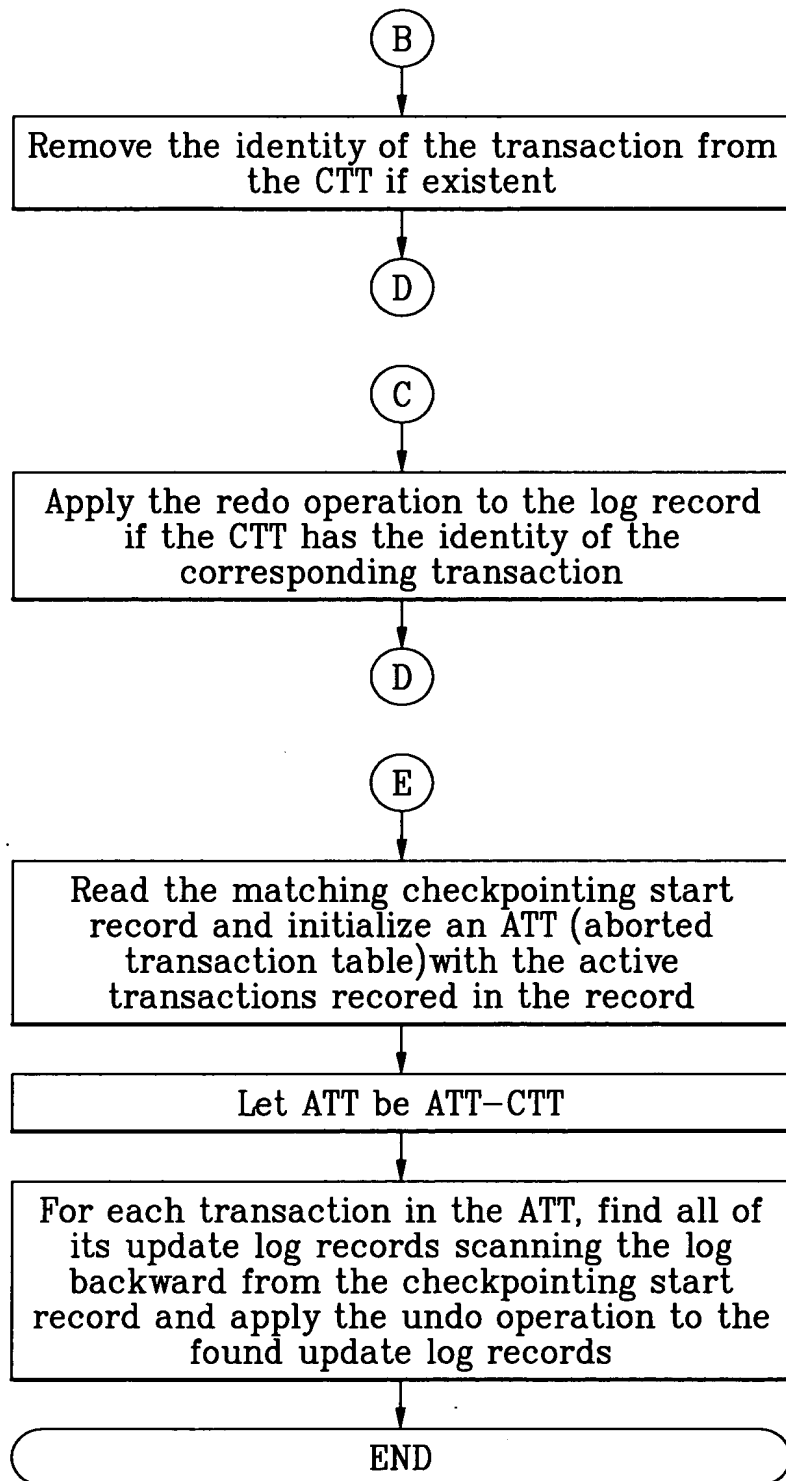 B
Remove the identity of the transaction from
the CTT if existent
D
C
Apply the redo operation to the log record
if the CTT has the identity of the
corresponding transaction
D
E
Read the matching checkpointing start
record and initialize an ATT (aborted
transaction table)with the active
transactions recored in the record
Let ATT be ATT-CTT
For each transaction in the ATT, find all of
its update log records scanning the log
backward from the checkpointing start
record and apply the undo operation to the
found update log records
END